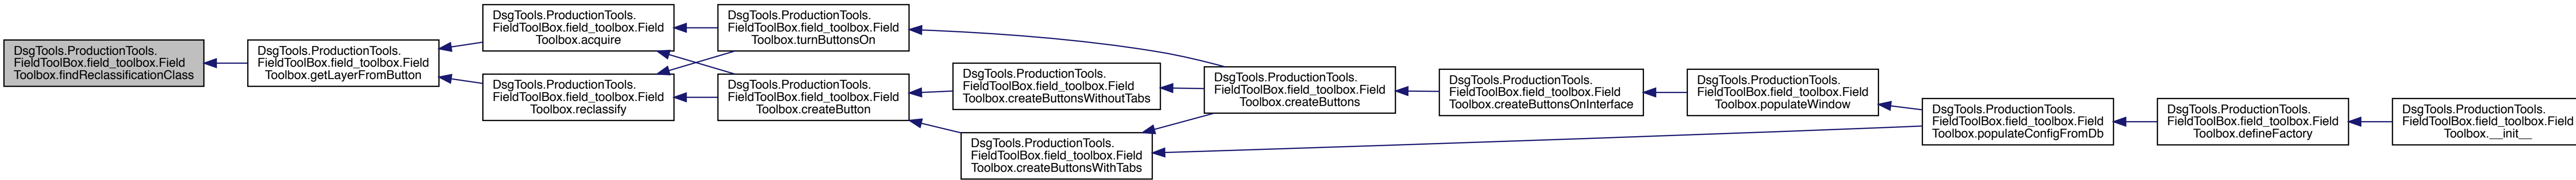 DsgTools.ProductionTools.
FieldToolBox.field_toolbox.Field
Toolbox.findReclassificationClass
DsgTools.ProductionTools.
FieldToolBox.field_toolbox.Field
Toolbox.getLayerFromButton
DsgTools.ProductionTools.
FieldToolBox.field_toolbox.Field
Toolbox.acquire
DsgTools.ProductionTools.
FieldToolBox.field_toolbox.Field
Toolbox.reclassify
DsgTools.ProductionTools.
FieldToolBox.field_toolbox.Field
Toolbox.turnButtonsOn
DsgTools.ProductionTools.
FieldToolBox.field_toolbox.Field
Toolbox.createButton
DsgTools.ProductionTools.
FieldToolBox.field_toolbox.Field
Toolbox.createButtonsWithoutTabs
DsgTools.ProductionTools.
FieldToolBox.field_toolbox.Field
Toolbox.createButtonsWithTabs
DsgTools.ProductionTools.
FieldToolBox.field_toolbox.Field
Toolbox.createButtons
DsgTools.ProductionTools.
FieldToolBox.field_toolbox.Field
Toolbox.createButtonsOnInterface
DsgTools.ProductionTools.
FieldToolBox.field_toolbox.Field
Toolbox.populateWindow
DsgTools.ProductionTools.
FieldToolBox.field_toolbox.Field
Toolbox.populateConfigFromDb
DsgTools.ProductionTools.
FieldToolBox.field_toolbox.Field
Toolbox.defineFactory
DsgTools.ProductionTools.
FieldToolBox.field_toolbox.Field
Toolbox.__init__